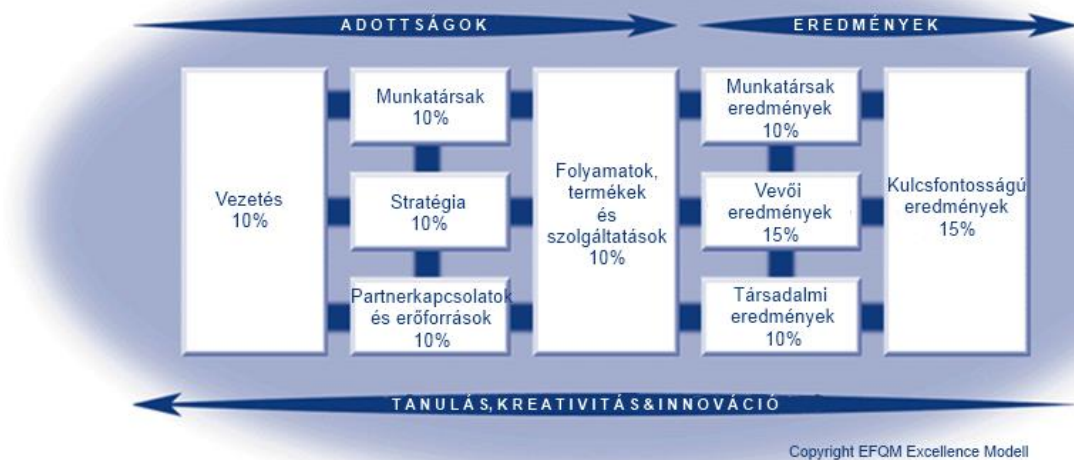 ADOTTSÁGOK
EREDMÉNYEK
Vezetés
10%
Munkatársak
10%
Stratégia
10%
Partnerkapcsolatok
és erőforrások
10%
Folyamatok,
termékek
és
szolgáltatások
10%
Munkatársak
eredmények
10%
Vevői
eredmények
15%
Társadalmi
eredmények
10%
Kulcsfontosságú
eredmények
15%
TANULÁS,KREATIVITÁS&INNOVÁCIÓ
Copyright EFQM Excellence Modell